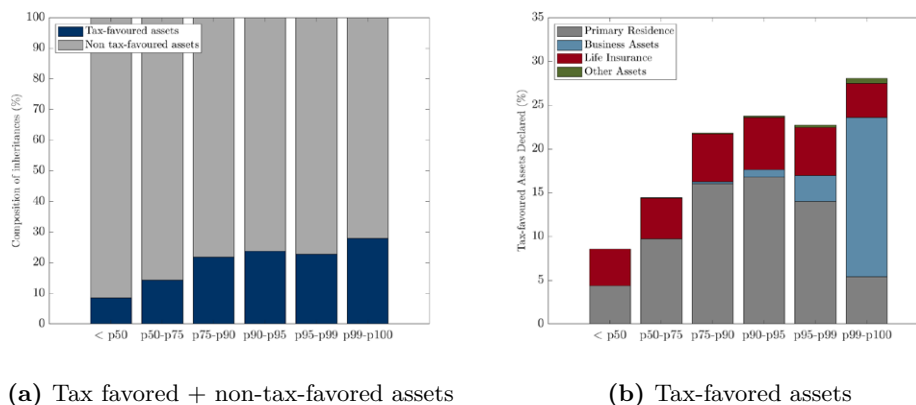 100
90
80
70
60
50
40
30
20
10
0
Composition of inheritances (%)
Tax-favoured assets
Non tax-favoured assets
< p50 p50-p75 p75-p90 p90-p95 p95-p99 p99-p100
(a) Tax favored + non-tax-favored assets
35
30
25
20
15
10
5
0
Tax-favoured Assets Declared (%)
Primary Residence
Business Assets
Life Insurance
Other Assets
< p50 p50-p75 p75-p90 p90-p95 p95-p99 p99-p100
(b) Tax-favored assets